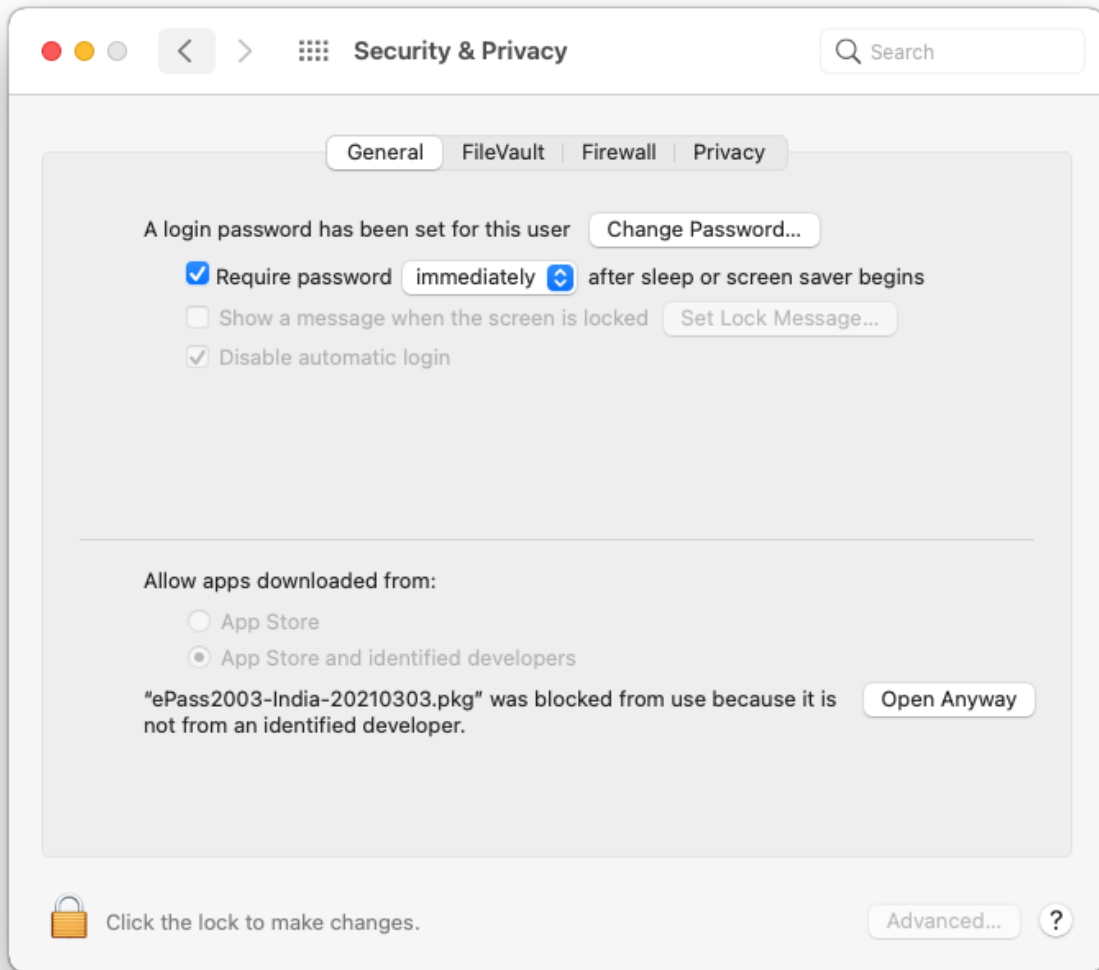 Security & Privacy
Search
General
FileVault
Firewall
Privacy
A login password has been set for this user
Change Password...
Require password
immediately
after sleep or screen saver begins
Show a message when the screen is locked
Set Lock Message...
Disable automatic login
Allow apps downloaded from:
App Store
App Store and identified developers
“ePass2003-India-20210303.pkg” was blocked from use because it is
not from an identified developer.
Open Anyway
Click the lock to make changes.
Advanced...
?